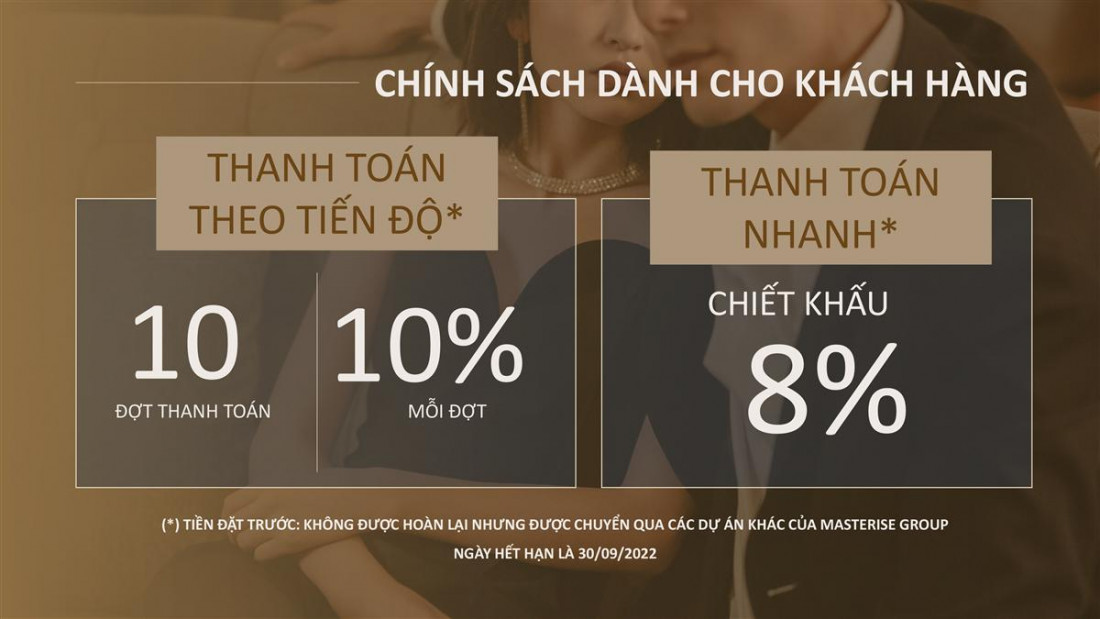 CHÍNH SÁCH DÀNH CHO KHÁCH HÀNG
THANH TOÁN
THEO TIẾN ĐỘ*
10
ĐỢT THANH TOÁN
10%
MỖI ĐỢT
THANH TOÁN
NHANH*
CHIẾT KHẤU
8%
(*) TIỀN ĐẶT TRƯỚC: KHÔNG ĐƯỢC HOÀN LẠI NHƯNG ĐƯỢC CHUYỂN QUA CÁC DỰ ÁN KHÁC CỦA MASTERISE GROUP
NGÀY HẾT HẠN LÀ 30/09/2022